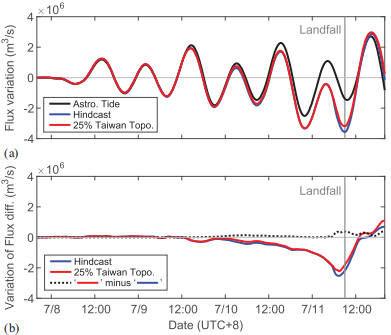 4 × 10⁶
2
0
-2
-4
Flux variation (m³/s)
Landfall
Astro. Tide
Hindcast
25% Taiwan Topo.
(a)
4 × 10⁶
2
0
-2
-4
Variation of Flux diff. (m³/s)
Landfall
Hindcast
25% Taiwan Topo.
' — ' minus ' — '
7/8 12:00 7/9 12:00 7/10 12:00 7/11 12:00
Date (UTC+8)
(b)